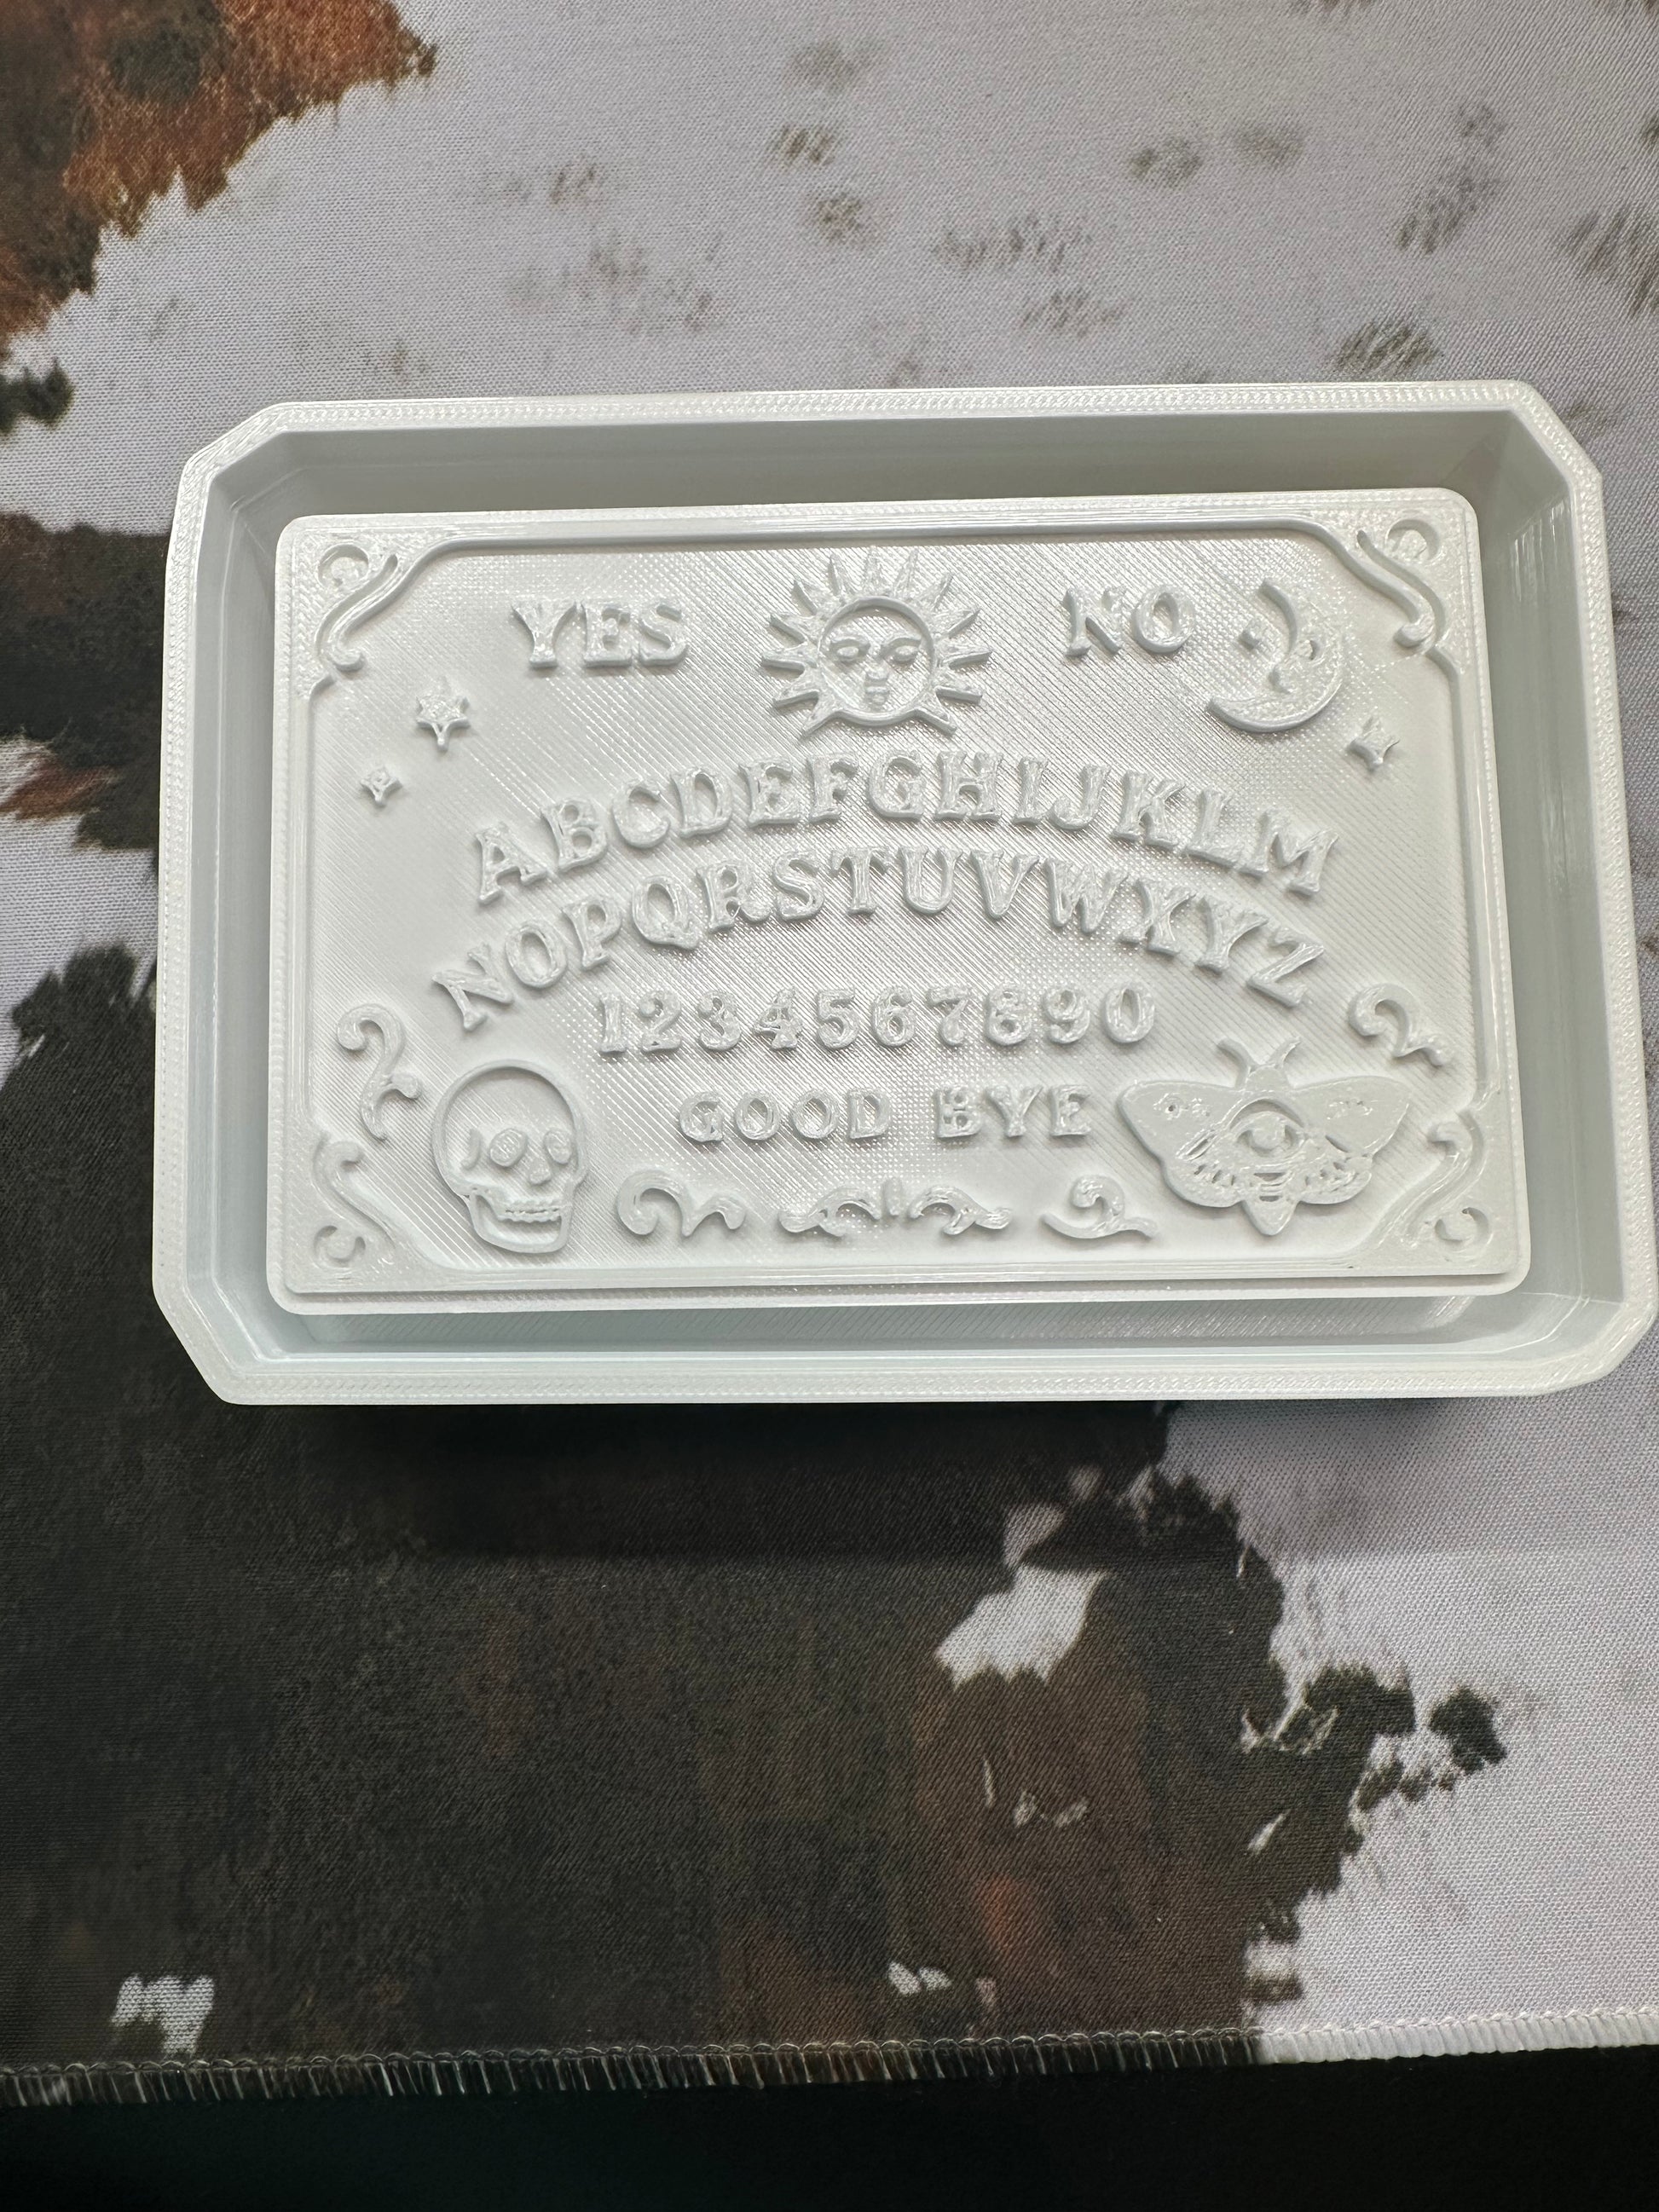 YES NO
ABCDEFGHIJKLM
NOPQRSTUVWXYZ
1234567890
GOOD BYE